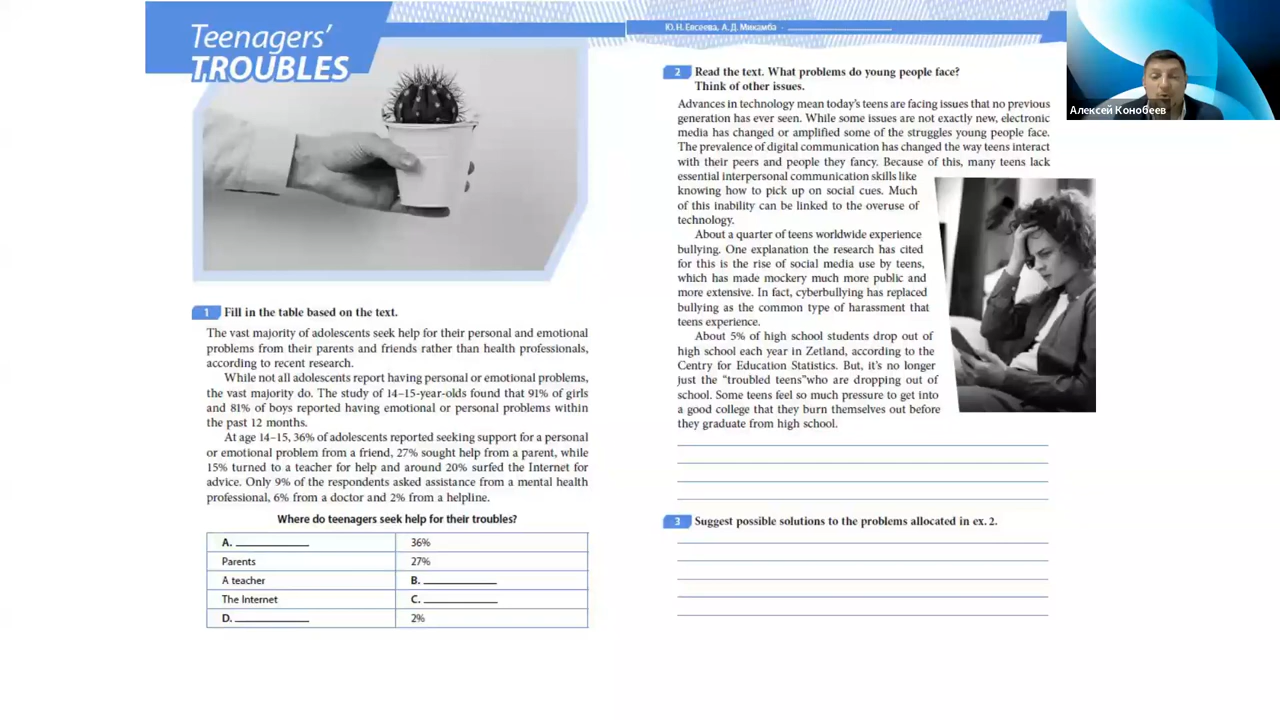 Teenagers'
TROUBLES
1 Fill in the table based on the text.
The vast majority of adolescents seek help for their personal and emotional
problems from their parents and friends rather than health professionals,
according to recent research.
While not all adolescents report having personal or emotional problems,
the vast majority do. The study of 14–15-year-olds found that 91% of girls
and 81% of boys reported having emotional or personal problems within
the past 12 months.
At age 14–15, 36% of adolescents reported seeking support for a personal
or emotional problem from a friend, 27% sought help from a parent, while
15% turned to a teacher for help and around 20% surfed the Internet for
advice. Only 9% of the respondents asked assistance from a mental health
professional, 6% from a doctor and 2% from a helpline.
Where do teenagers seek help for their troubles?
A. ____________ 36%
Parents 27%
A teacher B. ____________
The Internet C. ____________
D. ____________ 2%
Ю. Н. Евсеева, А. Д. Микамба · ____________
2 Read the text. What problems do young people face?
Think of other issues.
Advances in technology mean today's teens are facing issues that no previous
generation has ever seen. While some issues are not exactly new, electronic
media has changed or amplified some of the struggles young people face.
The prevalence of digital communication has changed the way teens interact
with their peers and people they fancy. Because of this, many teens lack
essential interpersonal communication skills like
knowing how to pick up on social cues. Much
of this inability can be linked to the overuse of
technology.
About a quarter of teens worldwide experience
bullying. One explanation the research has cited
for this is the rise of social media use by teens,
which has made mockery much more public and
more extensive. In fact, cyberbullying has replaced
bullying as the common type of harassment that
teens experience.
About 5% of high school students drop out of
high school each year in Zetland, according to the
Centry for Education Statistics. But, it's no longer
just the “troubled teens”who are dropping out of
school. Some teens feel so much pressure to get into
a good college that they burn themselves out before
they graduate from high school.
3 Suggest possible solutions to the problems allocated in ex. 2.
Алексей Конобеев